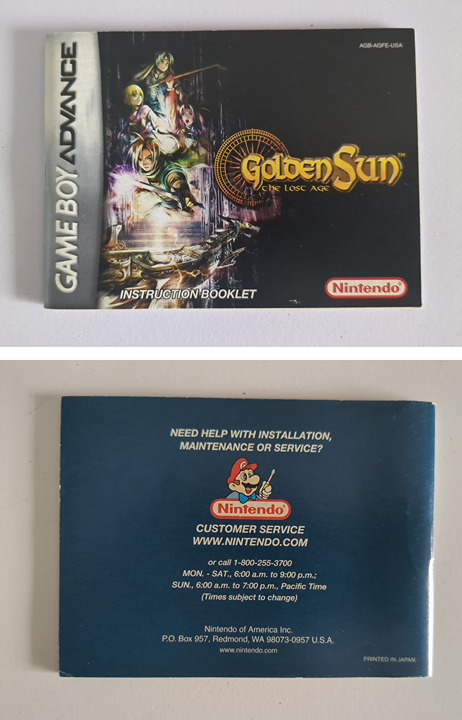 AGB-AGFE-USA
GAME BOY ADVANCE
GOLDEN SUN™
THE LOST AGE
INSTRUCTION BOOKLET
Nintendo®
NEED HELP WITH INSTALLATION,
MAINTENANCE OR SERVICE?
Nintendo®
CUSTOMER SERVICE
WWW.NINTENDO.COM
or call 1-800-255-3700
MON. - SAT., 6:00 a.m. to 9:00 p.m.;
SUN., 6:00 a.m. to 7:00 p.m., Pacific Time
(Times subject to change)
Nintendo of America Inc.
P.O. Box 957, Redmond, WA 98073-0957 U.S.A.
www.nintendo.com
PRINTED IN JAPAN